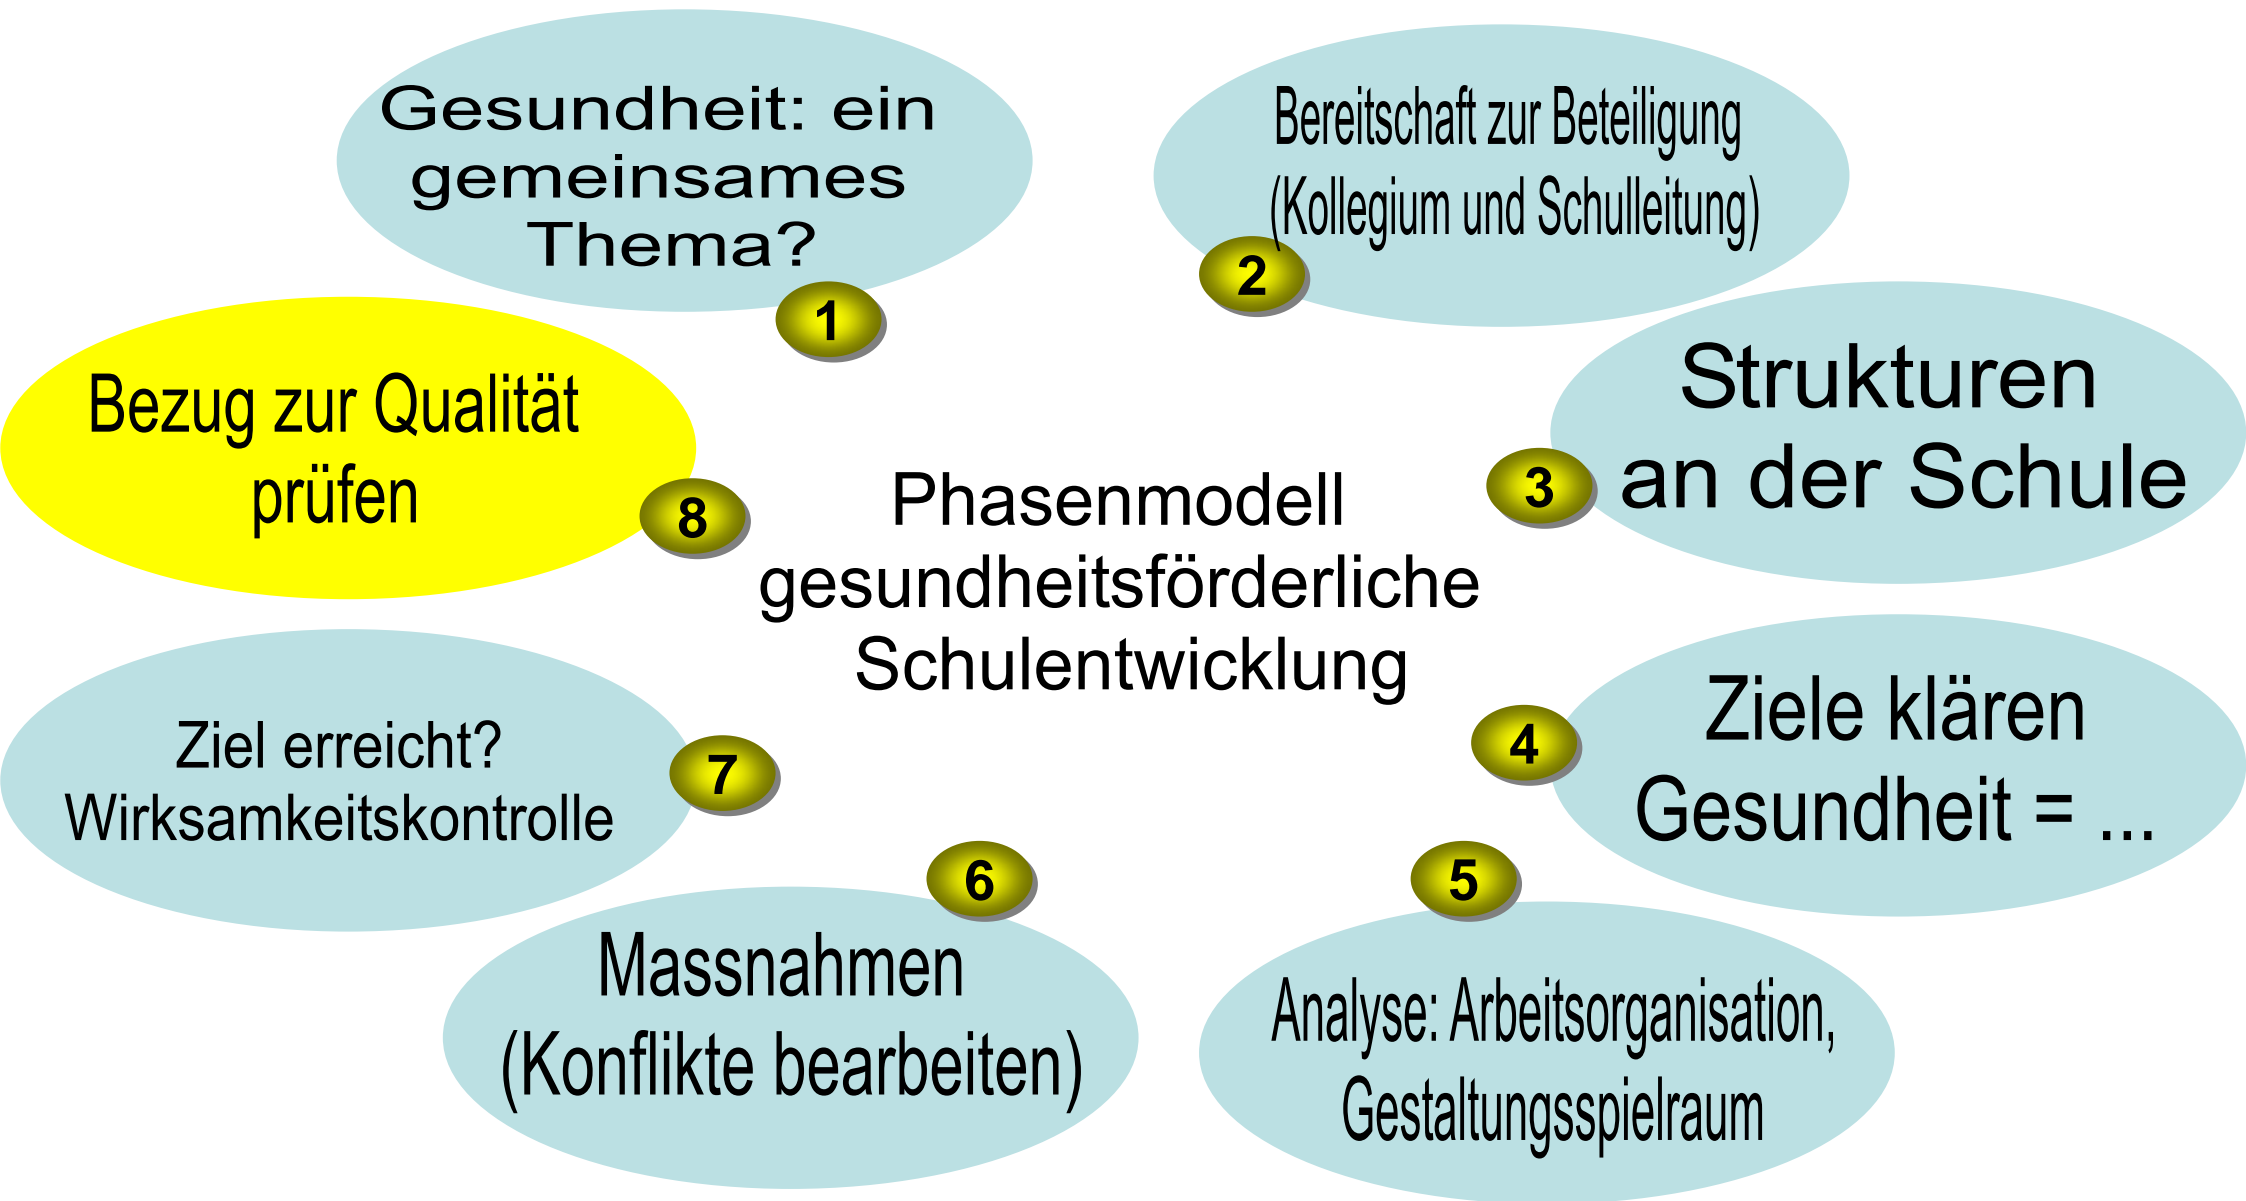 Gesundheit: ein
gemeinsames
Thema?
1
Bereitschaft zur Beteiligung
(Kollegium und Schulleitung)
2
Strukturen
an der Schule
3
Ziele klären
Gesundheit = ...
4
Analyse: Arbeitsorganisation,
Gestaltungsspielraum
5
Massnahmen
(Konflikte bearbeiten)
6
Ziel erreicht?
Wirksamkeitskontrolle
7
Bezug zur Qualität
prüfen
8
Phasenmodell
gesundheitsförderliche
Schulentwicklung